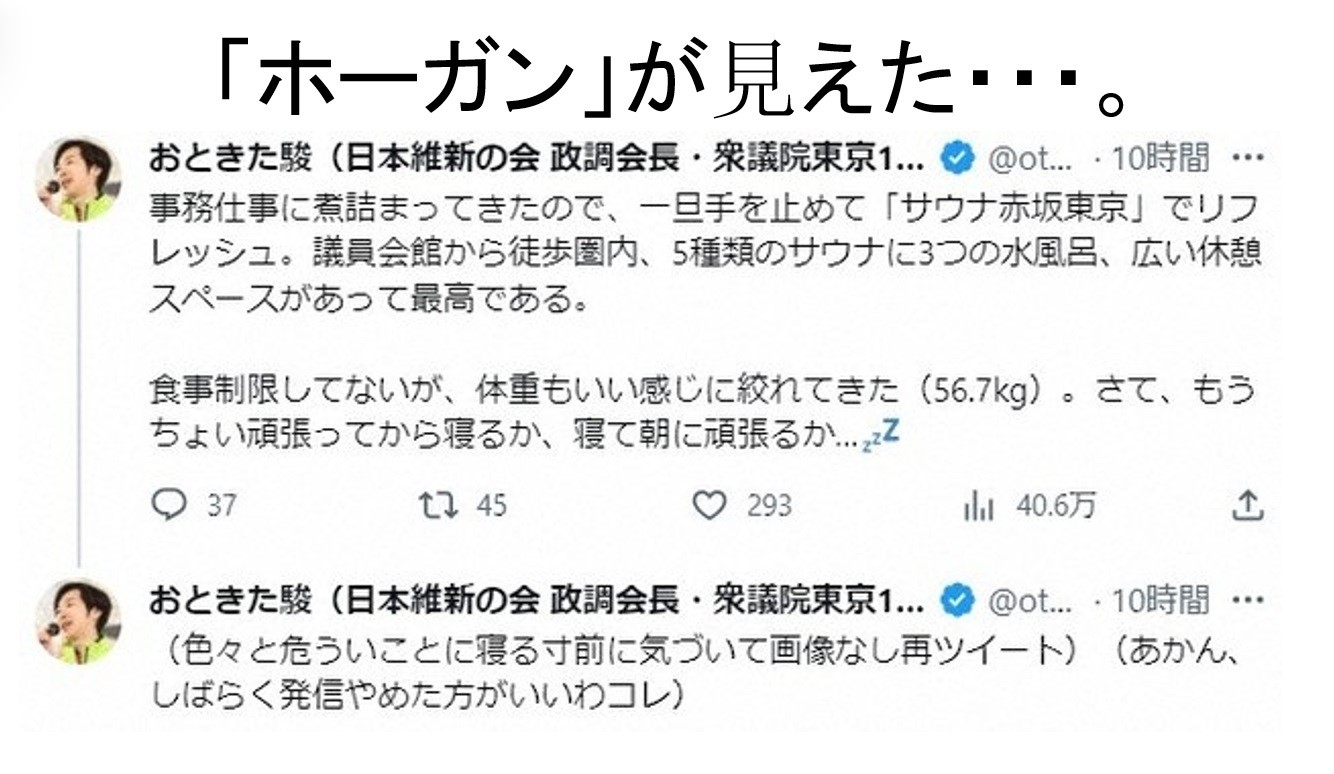 「ホーガン」が見えた・・・。
おときた駿（日本維新の会 政調会長・衆議院東京1... @ot... · 10時間 ···
事務仕事に煮詰まってきたので、一旦手を止めて「サウナ赤坂東京」でリフ
レッシュ。議員会館から徒歩圏内、5種類のサウナに3つの水風呂、広い休憩
スペースがあって最高である。
食事制限してないが、体重もいい感じに絞れてきた（56.7kg）。さて、もう
ちょい頑張ってから寝るか、寝て朝に頑張るか...💤
37 45 293 40.6万
おときた駿（日本維新の会 政調会長・衆議院東京1... @ot... · 10時間 ···
（色々と危ういことに寝る寸前に気づいて画像なし再ツイート）（あかん、
しばらく発信やめた方がいいわコレ）